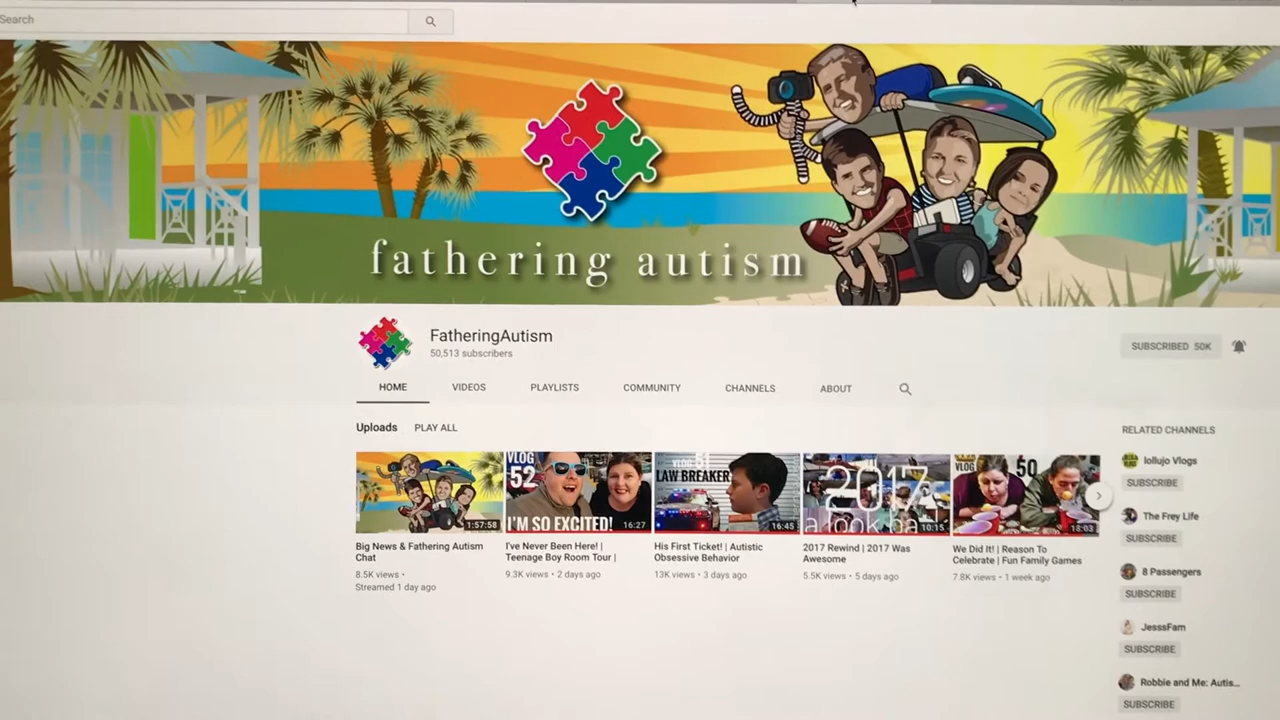 Search
fathering autism
FatheringAutism
50,513 subscribers
SUBSCRIBED 50K
HOME VIDEOS PLAYLISTS COMMUNITY CHANNELS ABOUT
Uploads PLAY ALL
1:57:58
Big News & Fathering Autism
Chat
8.5K views •
Streamed 1 day ago
VLOG
52
I'M SO EXCITED!
16:27
I've Never Been Here! |
Teenage Boy Room Tour |
9.3K views • 2 days ago
LAW BREAKER
16:45
His First Ticket! | Autistic
Obsessive Behavior
13K views • 3 days ago
2017
a look ba
10:15
2017 Rewind | 2017 Was
Awesome
5.5K views • 5 days ago
VLOG 50
18:03
We Did It! | Reason To
Celebrate | Fun Family Games
7.8K views • 1 week ago
RELATED CHANNELS
lollujo Vlogs
SUBSCRIBE
The Frey Life
SUBSCRIBE
8 Passengers
SUBSCRIBE
JesssFam
SUBSCRIBE
Robbie and Me: Autis...
SUBSCRIBE